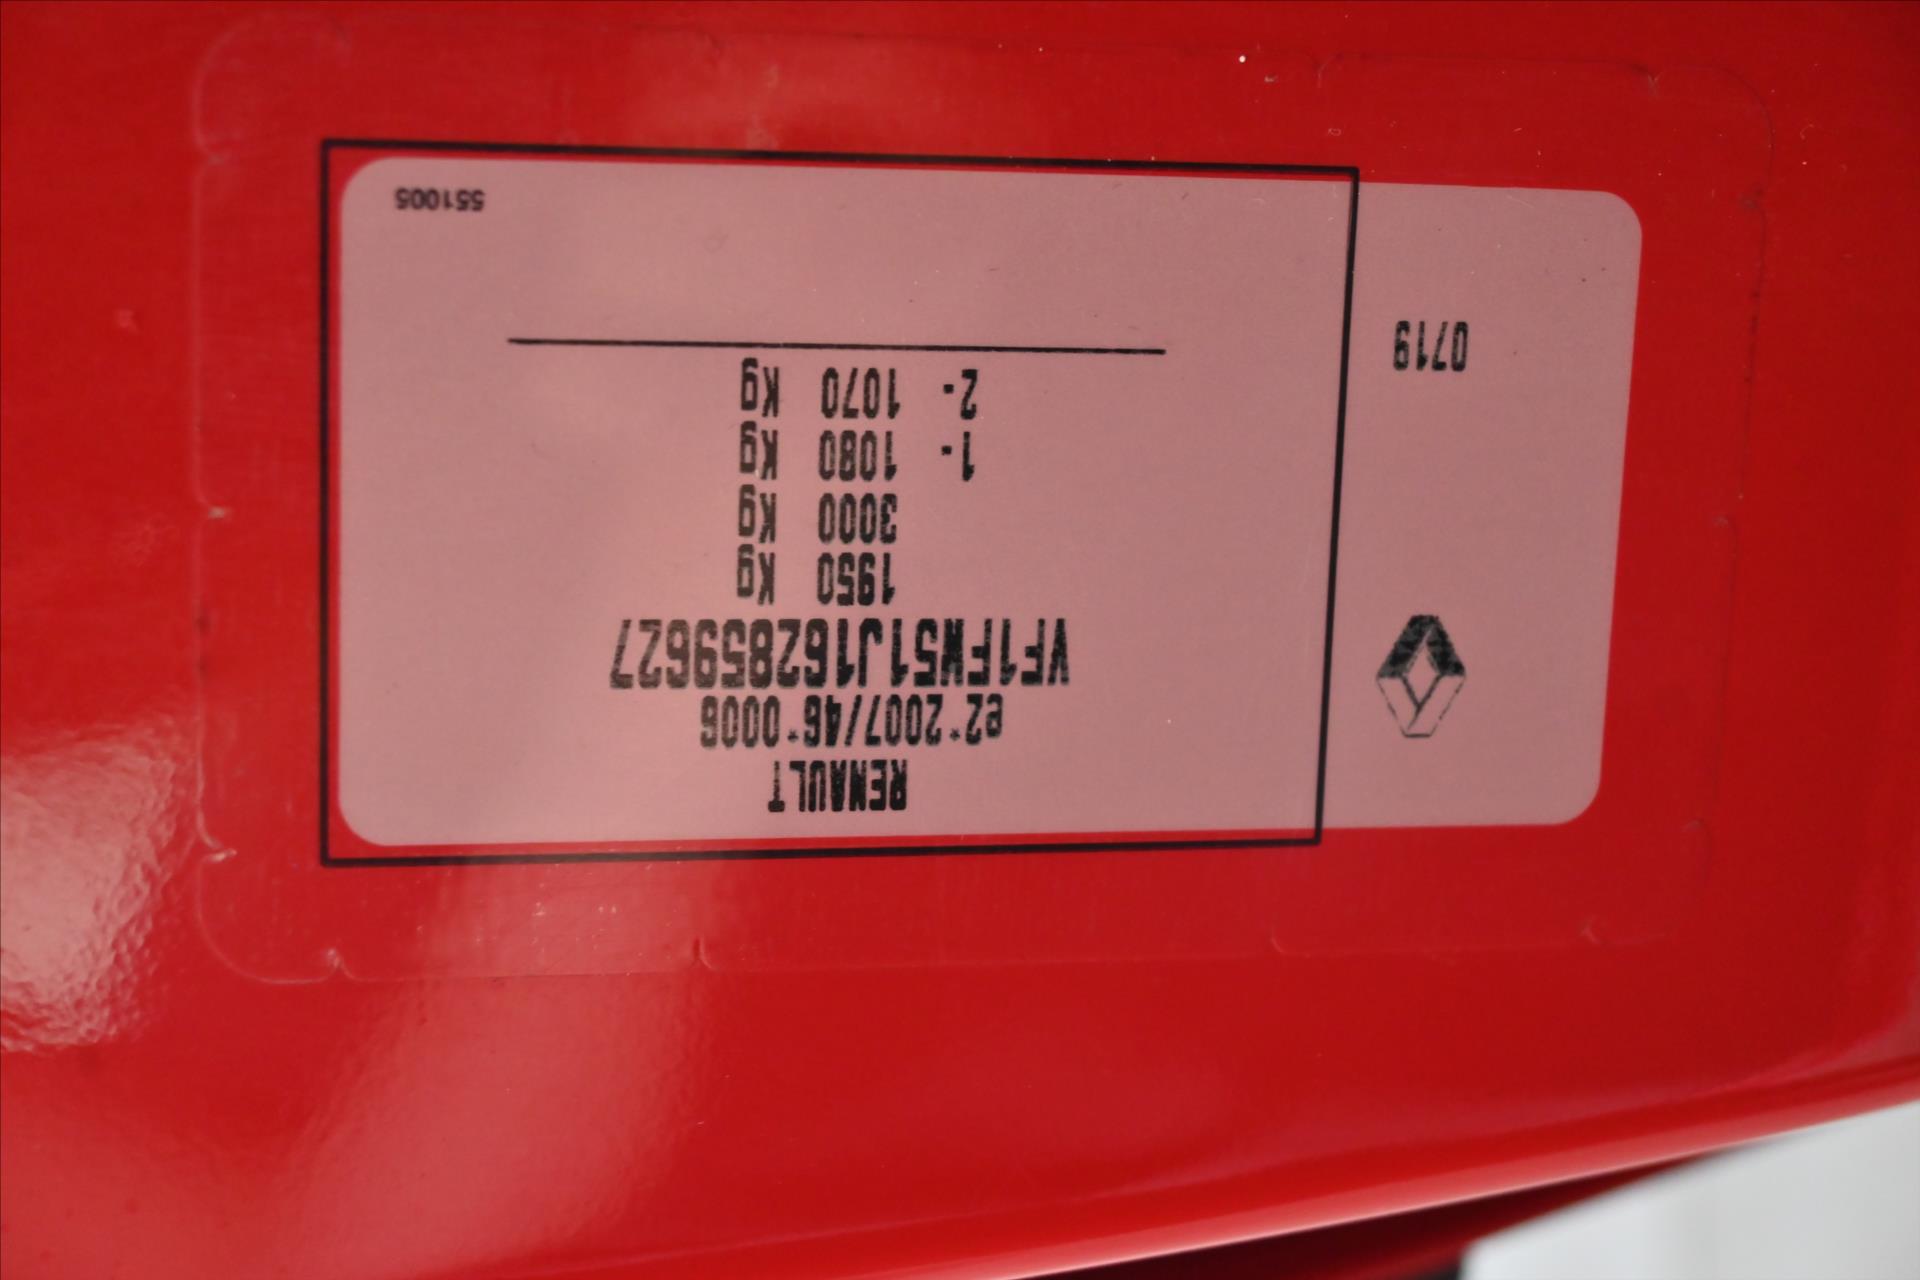 RENAULT
e2*2007/46*0006
VF1FW51J162859627
1950 Kg
3000 Kg
1- 1080 Kg
2- 1070 Kg
0719
551005